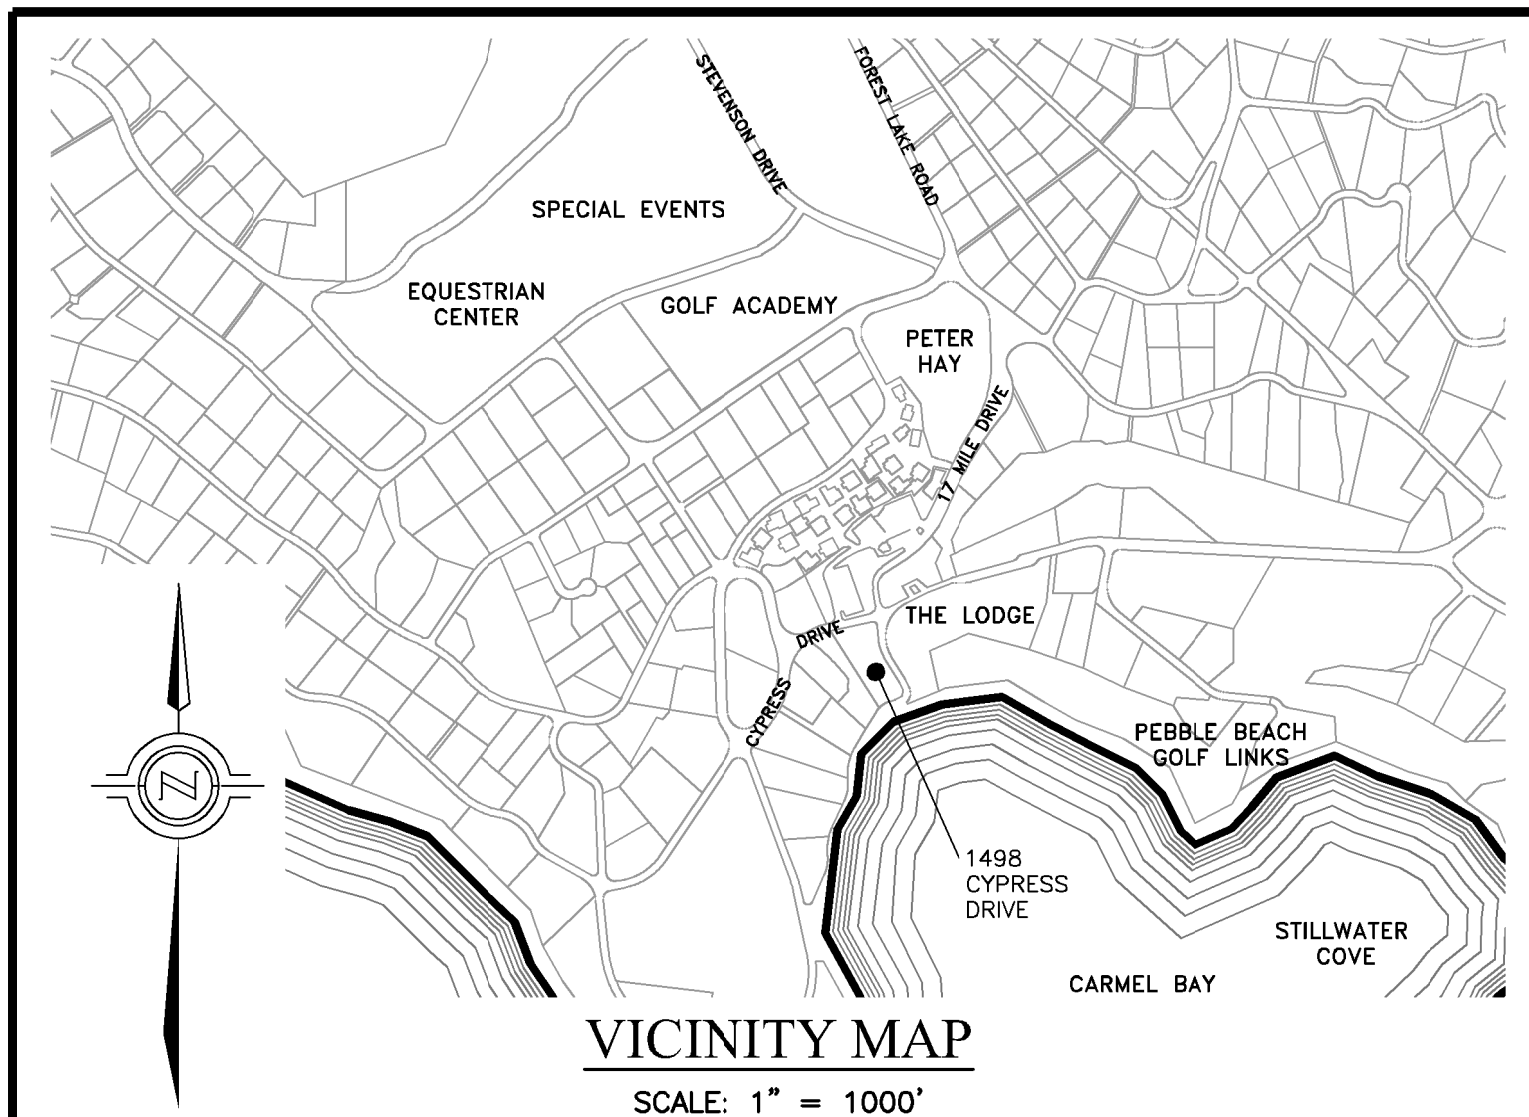 STEVENSON DRIVE
FOREST LAKE ROAD
SPECIAL EVENTS
EQUESTRIAN
CENTER
GOLF ACADEMY
PETER
HAY
17 MILE DRIVE
THE LODGE
CYPRESS DRIVE
PEBBLE BEACH
GOLF LINKS
1498
CYPRESS
DRIVE
STILLWATER
COVE
CARMEL BAY
N
VICINITY MAP
SCALE: 1" = 1000'